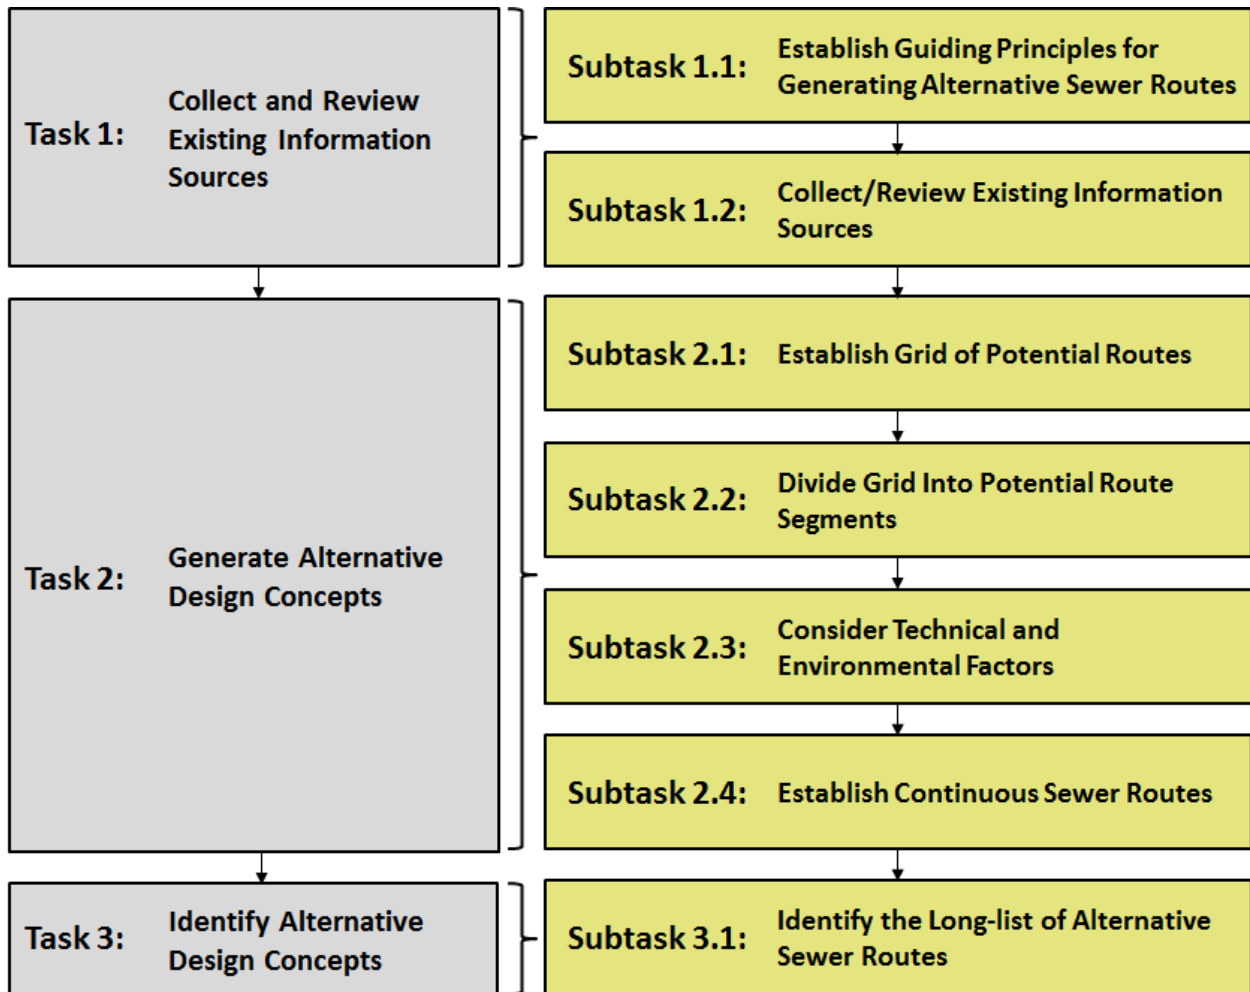 Task 1:
Collect and Review
Existing Information
Sources
Subtask 1.1:
Establish Guiding Principles for
Generating Alternative Sewer Routes
Subtask 1.2:
Collect/Review Existing Information
Sources
Task 2:
Generate Alternative
Design Concepts
Subtask 2.1:
Establish Grid of Potential Routes
Subtask 2.2:
Divide Grid Into Potential Route
Segments
Subtask 2.3:
Consider Technical and
Environmental Factors
Subtask 2.4:
Establish Continuous Sewer Routes
Task 3:
Identify Alternative
Design Concepts
Subtask 3.1:
Identify the Long-list of Alternative
Sewer Routes